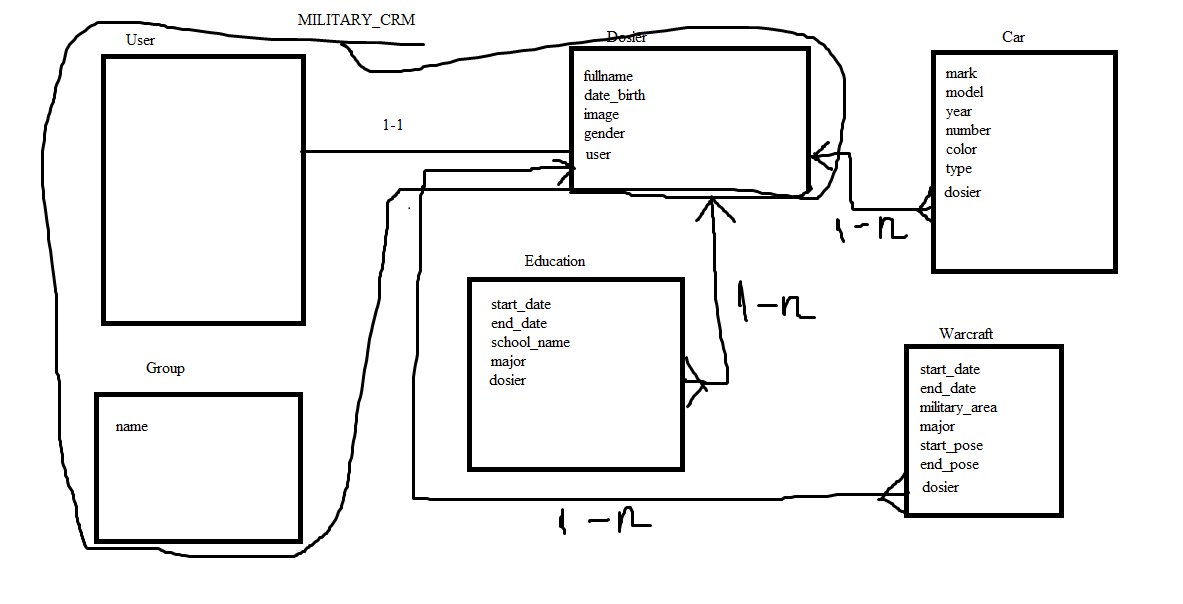 MILITARY_CRM
User
Dosier
Car
fullname
date_birth
image
gender
user
mark
model
year
number
color
type
dosier
1-1
1-n
Education
start_date
end_date
school_name
major
dosier
1-n
Group
name
Warcraft
start_date
end_date
military_area
major
start_pose
end_pose
dosier
1-n